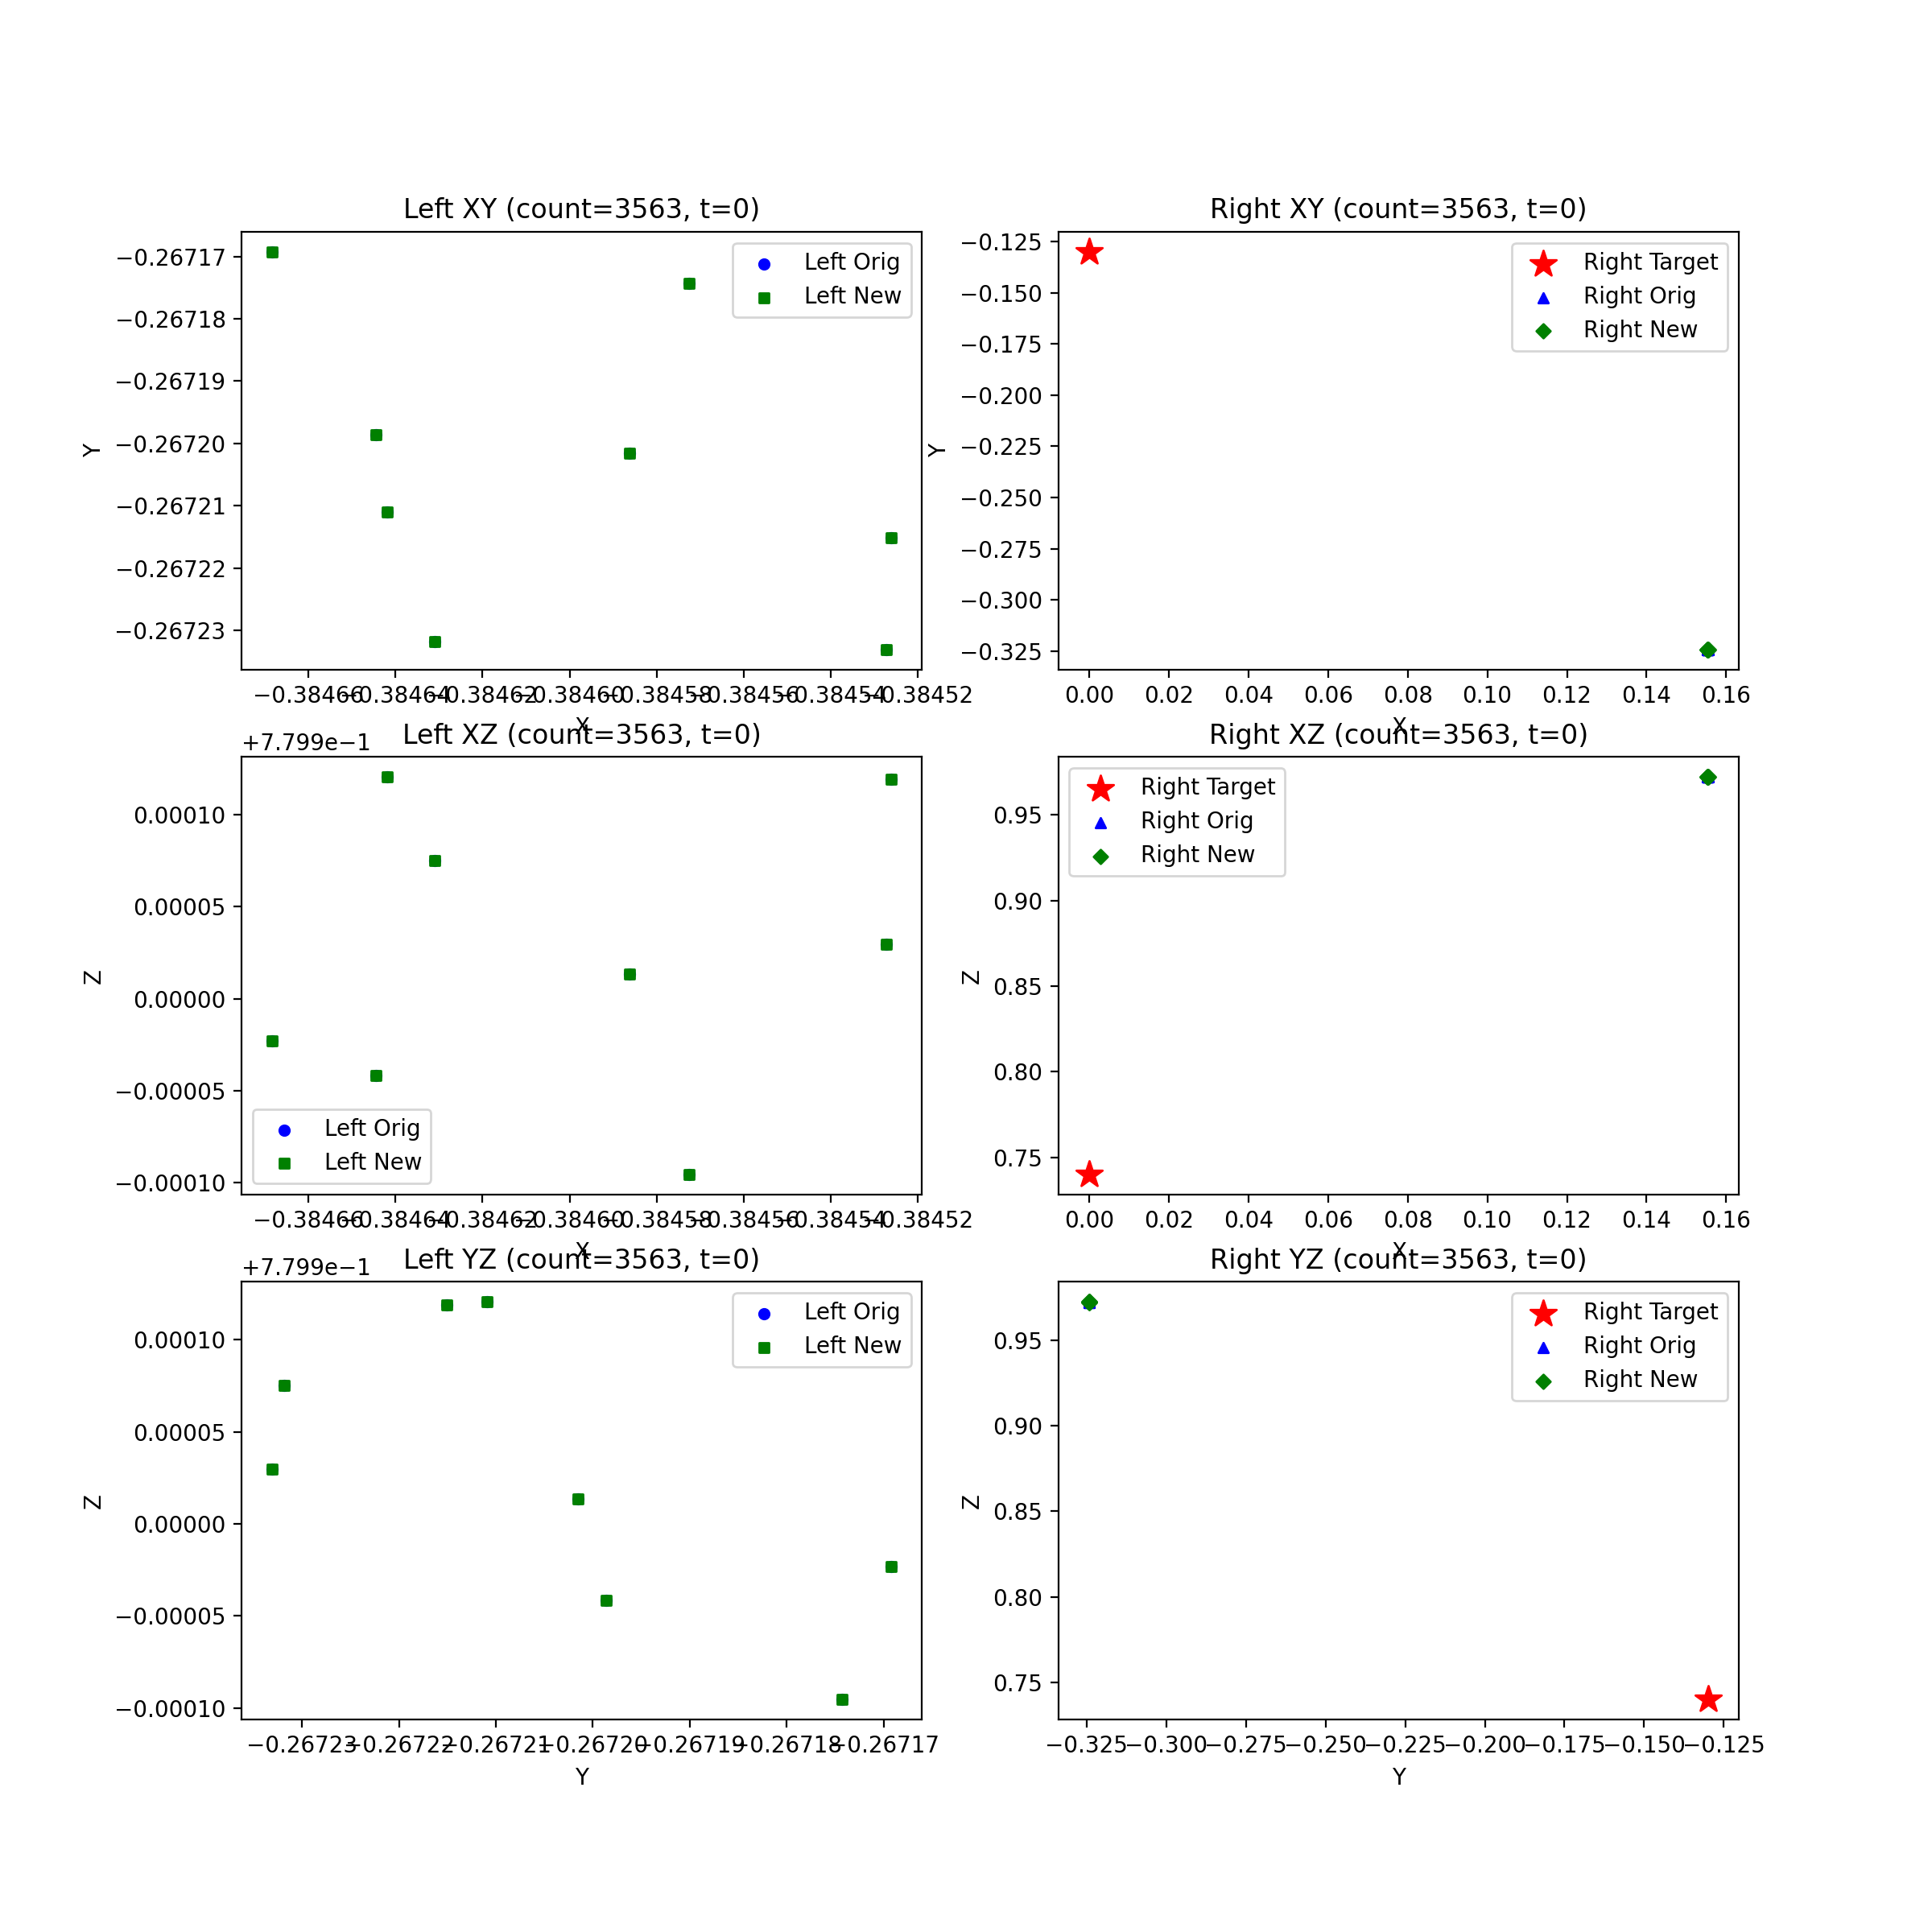 Left XY (count=3563, t=0)
−0.26717
−0.26718
−0.26719
−0.26720
−0.26721
−0.26722
−0.26723
Y
−0.38466 −0.38464 −0.38462 −0.38460 −0.38458 −0.38456 −0.38454 −0.38452
X
Left Orig
Left New
Right XY (count=3563, t=0)
−0.125
−0.150
−0.175
−0.200
−0.225
−0.250
−0.275
−0.300
−0.325
Y
0.00 0.02 0.04 0.06 0.08 0.10 0.12 0.14 0.16
X
Right Target
Right Orig
Right New
Left XZ (count=3563, t=0)
+7.799e−1
0.00010
0.00005
0.00000
−0.00005
−0.00010
Z
−0.38466 −0.38464 −0.38462 −0.38460 −0.38458 −0.38456 −0.38454 −0.38452
X
Left Orig
Left New
Right XZ (count=3563, t=0)
0.95
0.90
0.85
0.80
0.75
Z
0.00 0.02 0.04 0.06 0.08 0.10 0.12 0.14 0.16
X
Right Target
Right Orig
Right New
Left YZ (count=3563, t=0)
+7.799e−1
0.00010
0.00005
0.00000
−0.00005
−0.00010
Z
−0.26723 −0.26722 −0.26721 −0.26720 −0.26719 −0.26718 −0.26717
Y
Left Orig
Left New
Right YZ (count=3563, t=0)
0.95
0.90
0.85
0.80
0.75
Z
−0.325 −0.300 −0.275 −0.250 −0.225 −0.200 −0.175 −0.150 −0.125
Y
Right Target
Right Orig
Right New